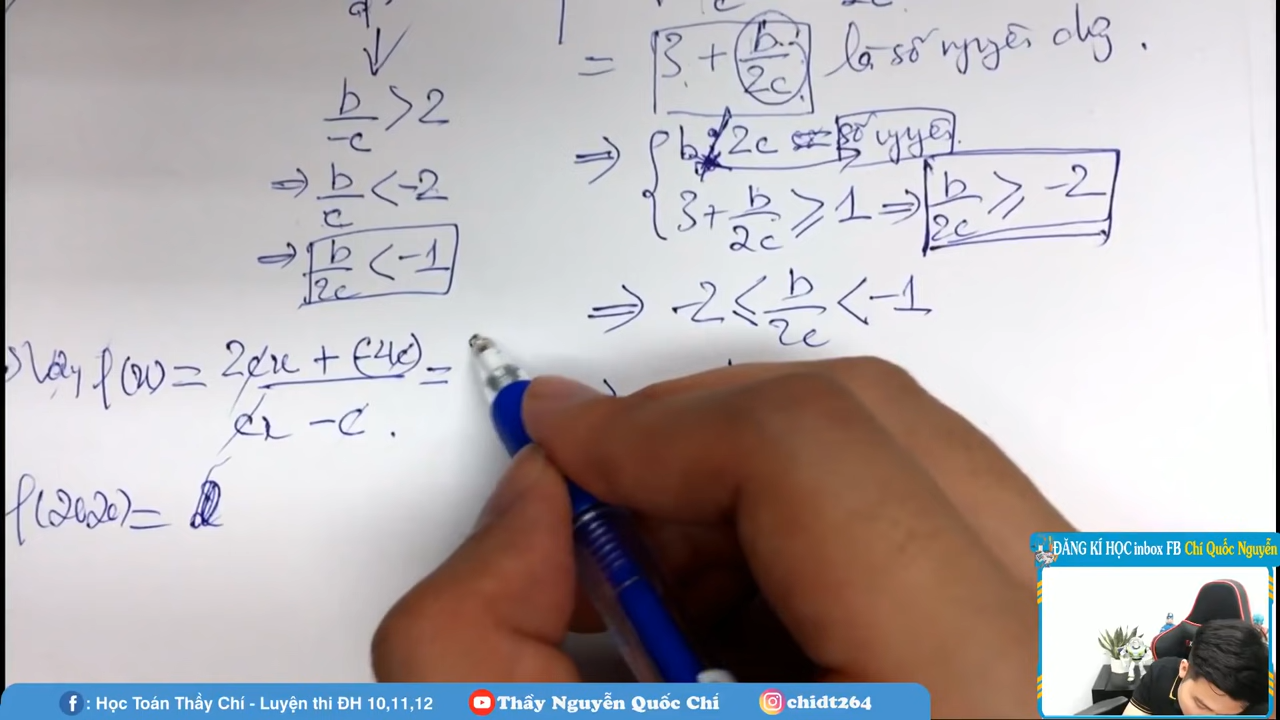 b/-c > 2
⇒ b/c < -2
⇒ b/2c < -1
f(x) = 2cx + (-4c) / cx - c. =
f(2020) =
= 3 + b/2c là số nguyên dg.
⇒ { b ⋮ 2c số nguyên.
3 + b/2c ⩾ 1 ⇒ b/2c ⩾ -2
⇒ -2 ≤ b/2c < -1
ĐĂNG KÍ HỌC inbox FB Chí Quốc Nguyễn
: Học Toán Thầy Chí - Luyện thi ĐH 10,11,12
Thầy Nguyễn Quốc Chí
chidt264